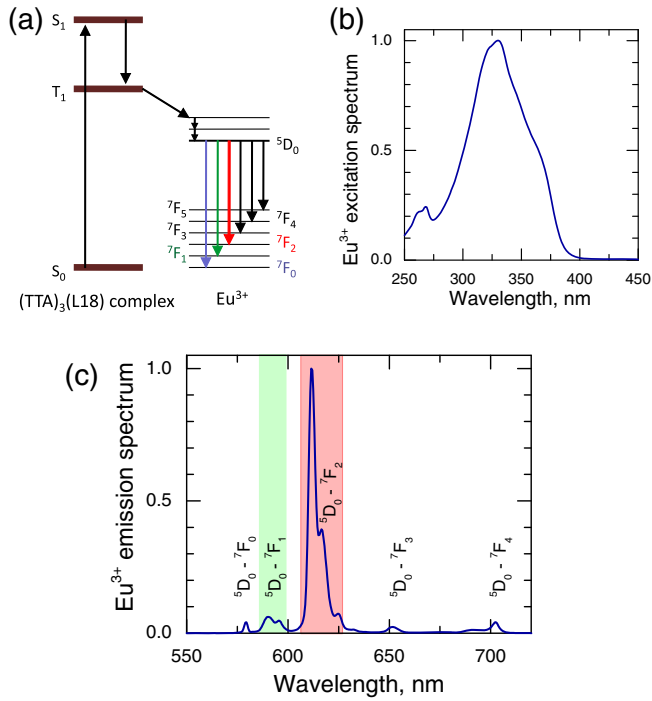 (a)
S₁
T₁
⁵D₀
⁷F₅
⁷F₄
⁷F₃
⁷F₂
⁷F₁
⁷F₀
S₀
(TTA)₃(L18) complex
Eu³⁺
(b)
Eu³⁺ excitation spectrum
1.0
0.5
0.0
250 300 350 400 450
Wavelength, nm
(c)
Eu³⁺ emission spectrum
1.0
0.5
0.0
⁵D₀ - ⁷F₀
⁵D₀ - ⁷F₁
⁵D₀ - ⁷F₂
⁵D₀ - ⁷F₃
⁵D₀ - ⁷F₄
550 600 650 700
Wavelength, nm